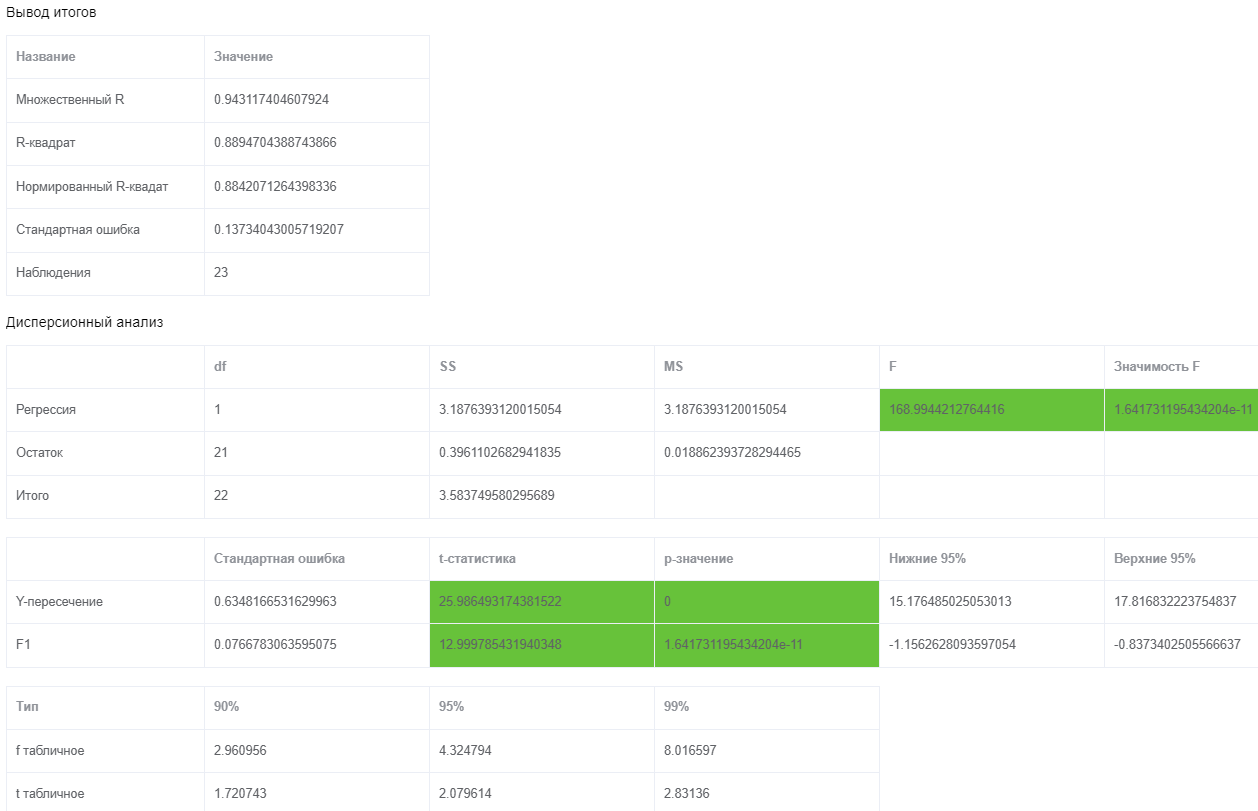 Вывод итогов
Название Значение
Множественный R 0.943117404607924
R-квадрат 0.8894704388743866
Нормированный R-квадат 0.8842071264398336
Стандартная ошибка 0.13734043005719207
Наблюдения 23
Дисперсионный анализ
df SS MS F Значимость F
Регрессия 1 3.1876393120015054 3.1876393120015054 168.9944212764416 1.641731195434204e-11
Остаток 21 0.3961102682941835 0.018862393728294465
Итого 22 3.583749580295689
Стандартная ошибка t-статистика p-значение Нижние 95% Верхние 95%
Y-пересечение 0.6348166531629963 25.986493174381522 0 15.176485025053013 17.816832223754837
F1 0.0766783063595075 12.999785431940348 1.641731195434204e-11 -1.1562628093597054 -0.8373402505566637
Тип 90% 95% 99%
f табличное 2.960956 4.324794 8.016597
t табличное 1.720743 2.079614 2.83136